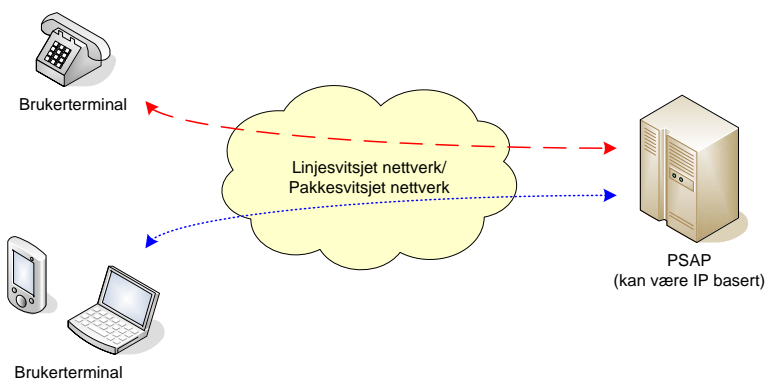 Brukerterminal
Linjesvitsjet nettverk/
Pakkesvitsjet nettverk
PSAP
(kan være IP basert)
Brukerterminal